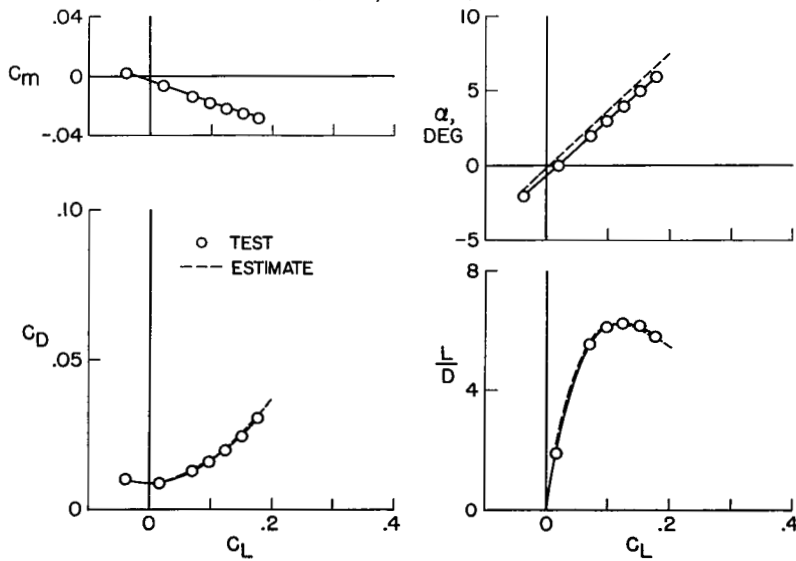 .04
C_m
0
-.04
10
5
α,
DEG
0
-5
.10
○ TEST
--- ESTIMATE
C_D
.05
0
0
.2
.4
C_L
8
L/D
4
0
0
.2
.4
C_L